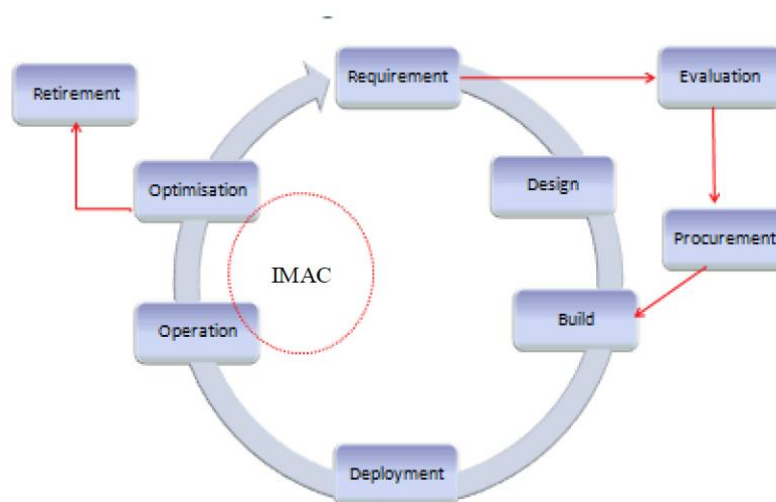 Requirement
Evaluation
Retirement
Optimisation
Design
Procurement
IMAC
Operation
Build
Deployment